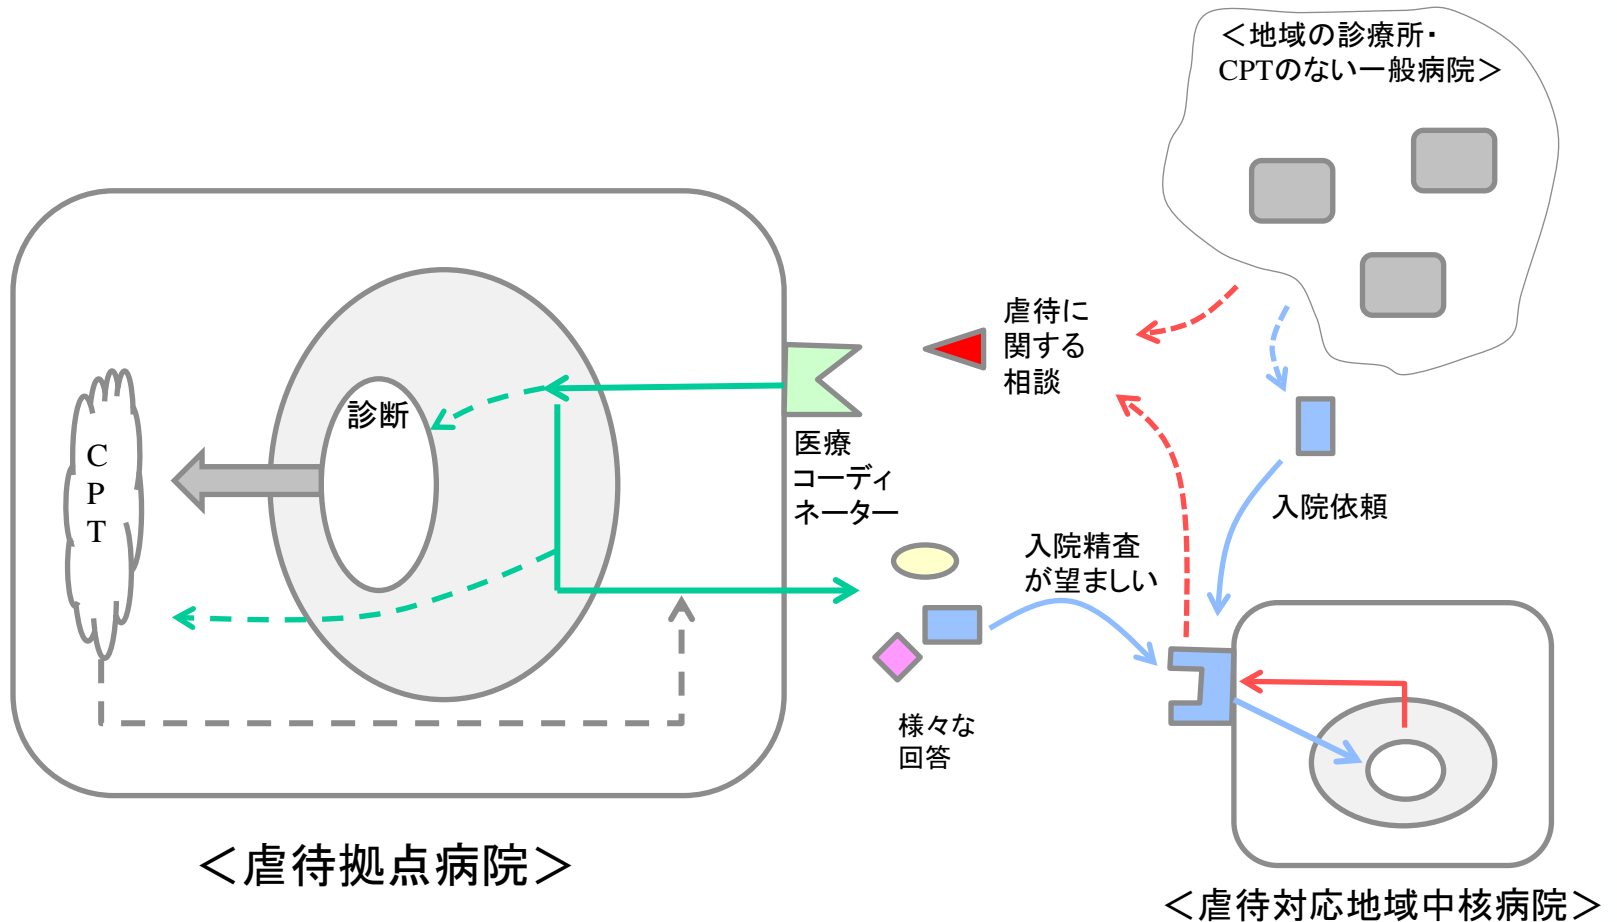 ＜地域の診療所・
CPTのない一般病院＞
虐待に
関する
相談
診断
C
P
T
医療
コーディ
ネーター
入院依頼
入院精査
が望ましい
様々な
回答
＜虐待拠点病院＞
＜虐待対応地域中核病院＞